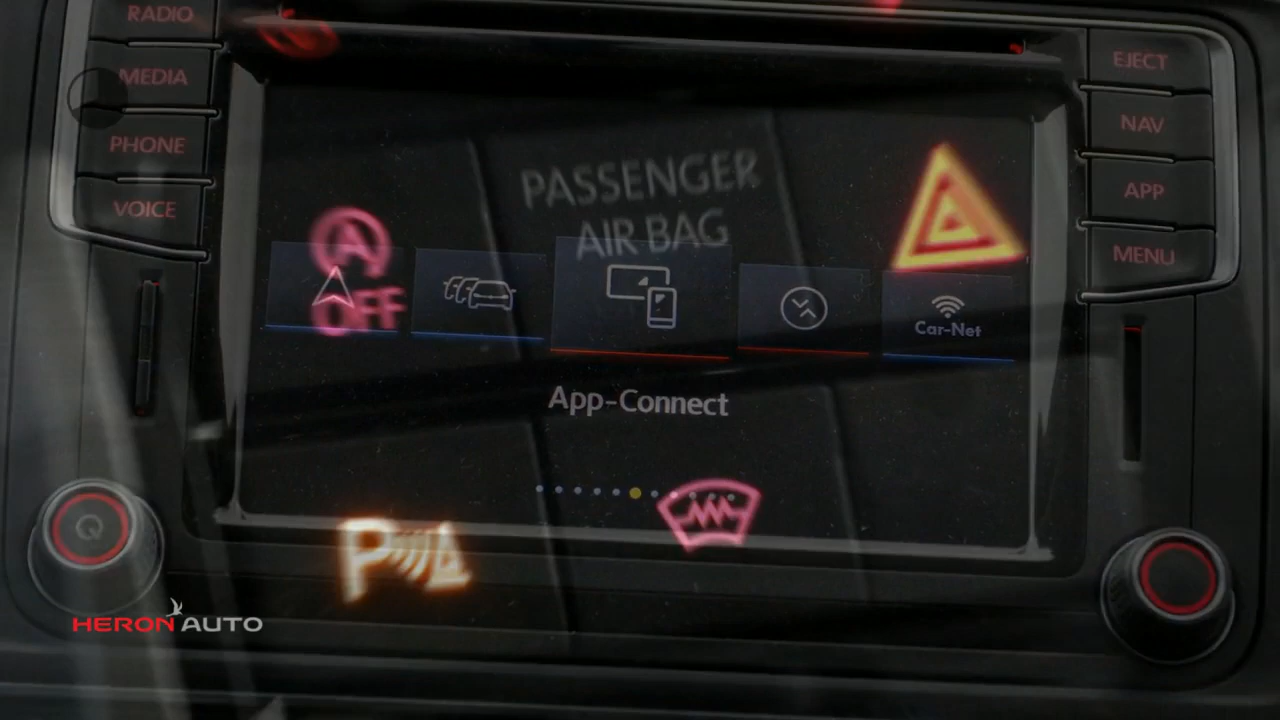 RADIO
MEDIA
PHONE
VOICE
EJECT
NAV
APP
MENU
PASSENGER
AIR BAG
A
OFF
Car-Net
App-Connect
P
HERON AUTO